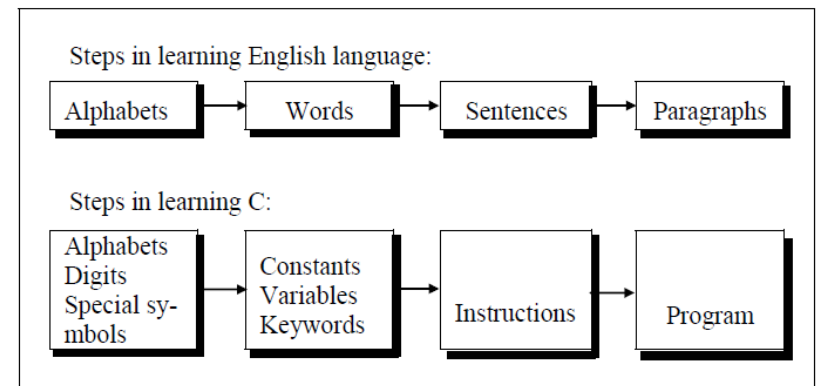 Steps in learning English language:
Alphabets
Words
Sentences
Paragraphs
Steps in learning C:
Alphabets
Digits
Special sy-
mbols
Constants
Variables
Keywords
Instructions
Program